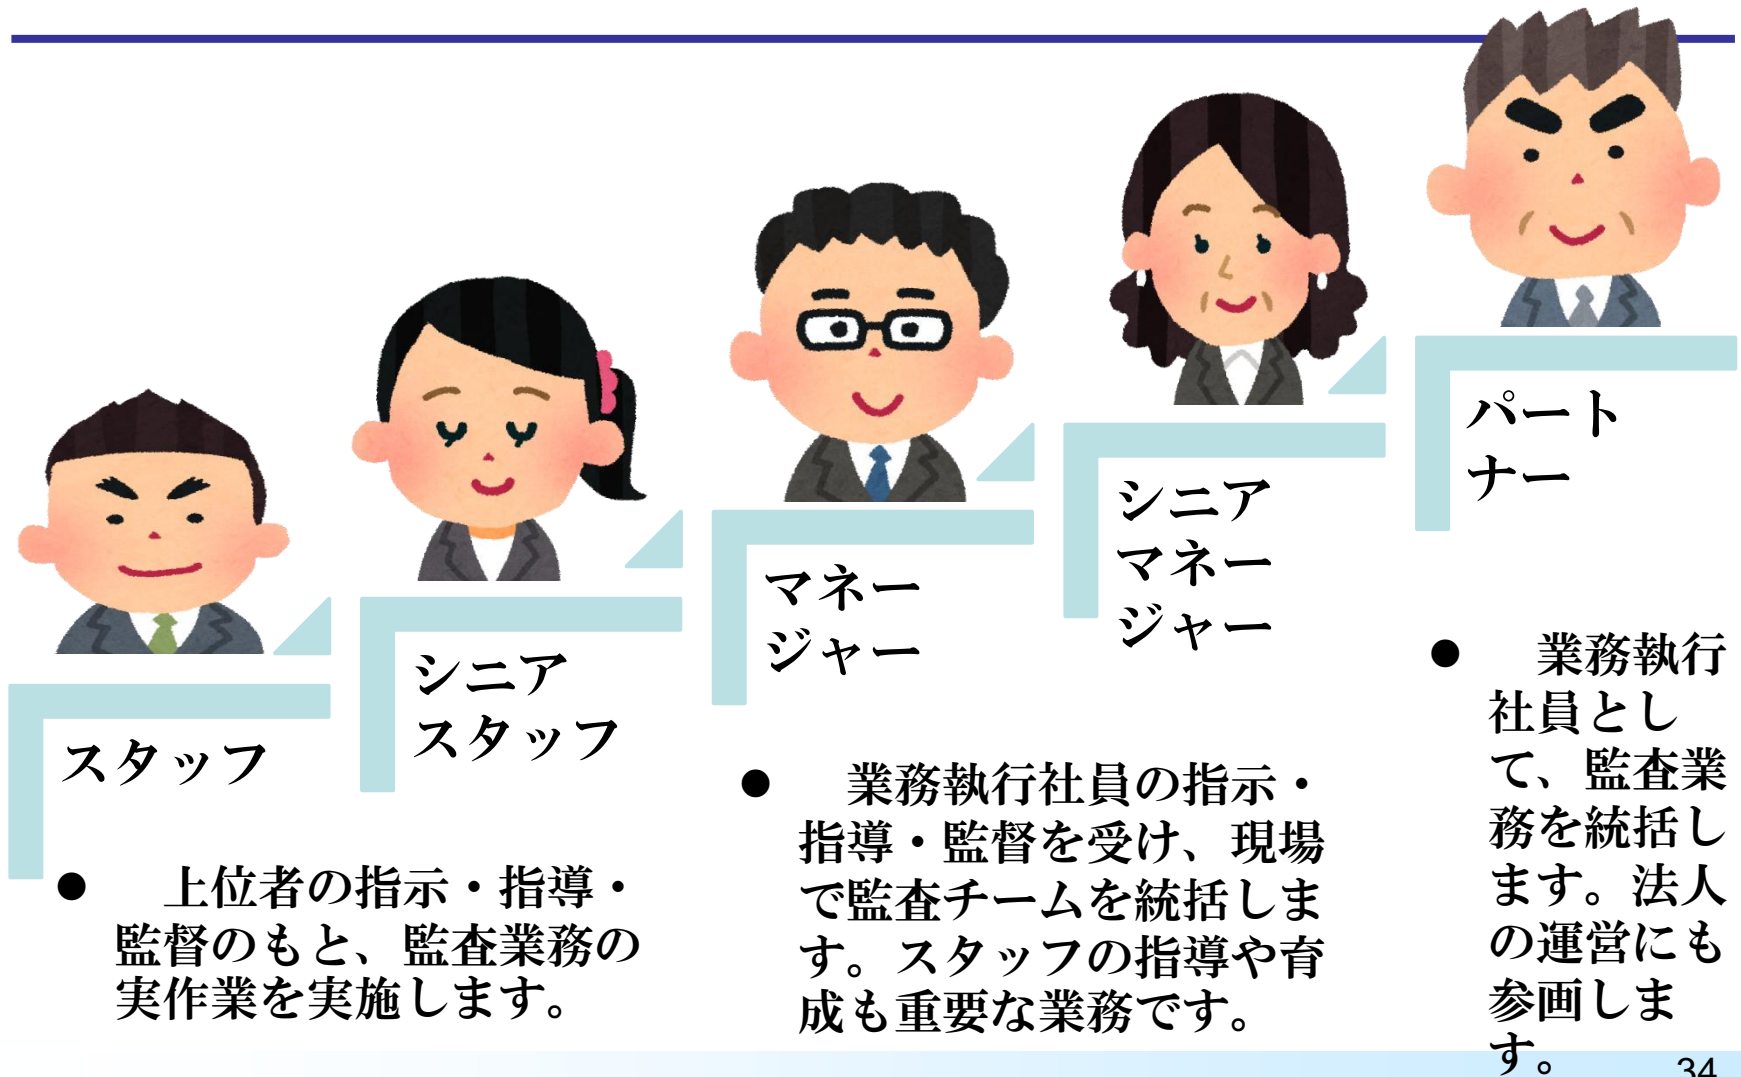 スタッフ
シニア
スタッフ
マネー
ジャー
シニア
マネー
ジャー
パート
ナー
● 上位者の指示・指導・
監督のもと、監査業務の
実作業を実施します。
● 業務執行社員の指示・
指導・監督を受け、現場
で監査チームを統括しま
す。スタッフの指導や育
成も重要な業務です。
● 業務執行
社員とし
て、監査業
務を統括し
ます。法人
の運営にも
参画しま
す。
34